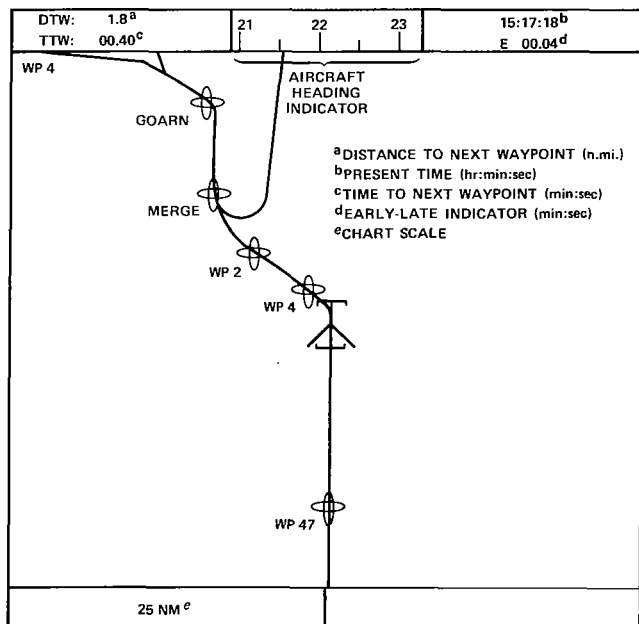 DTW: 1.8ᵃ
TTW: 00.40ᶜ
21 22 23
15:17:18ᵇ
E 00.04ᵈ
WP 4
AIRCRAFT
HEADING
INDICATOR
GOARN
ᵃDISTANCE TO NEXT WAYPOINT (n.mi.)
ᵇPRESENT TIME (hr:min:sec)
ᶜTIME TO NEXT WAYPOINT (min:sec)
ᵈEARLY-LATE INDICATOR (min:sec)
ᵉCHART SCALE
MERGE
WP 2
WP 4
WP 47
25 NM ᵉ